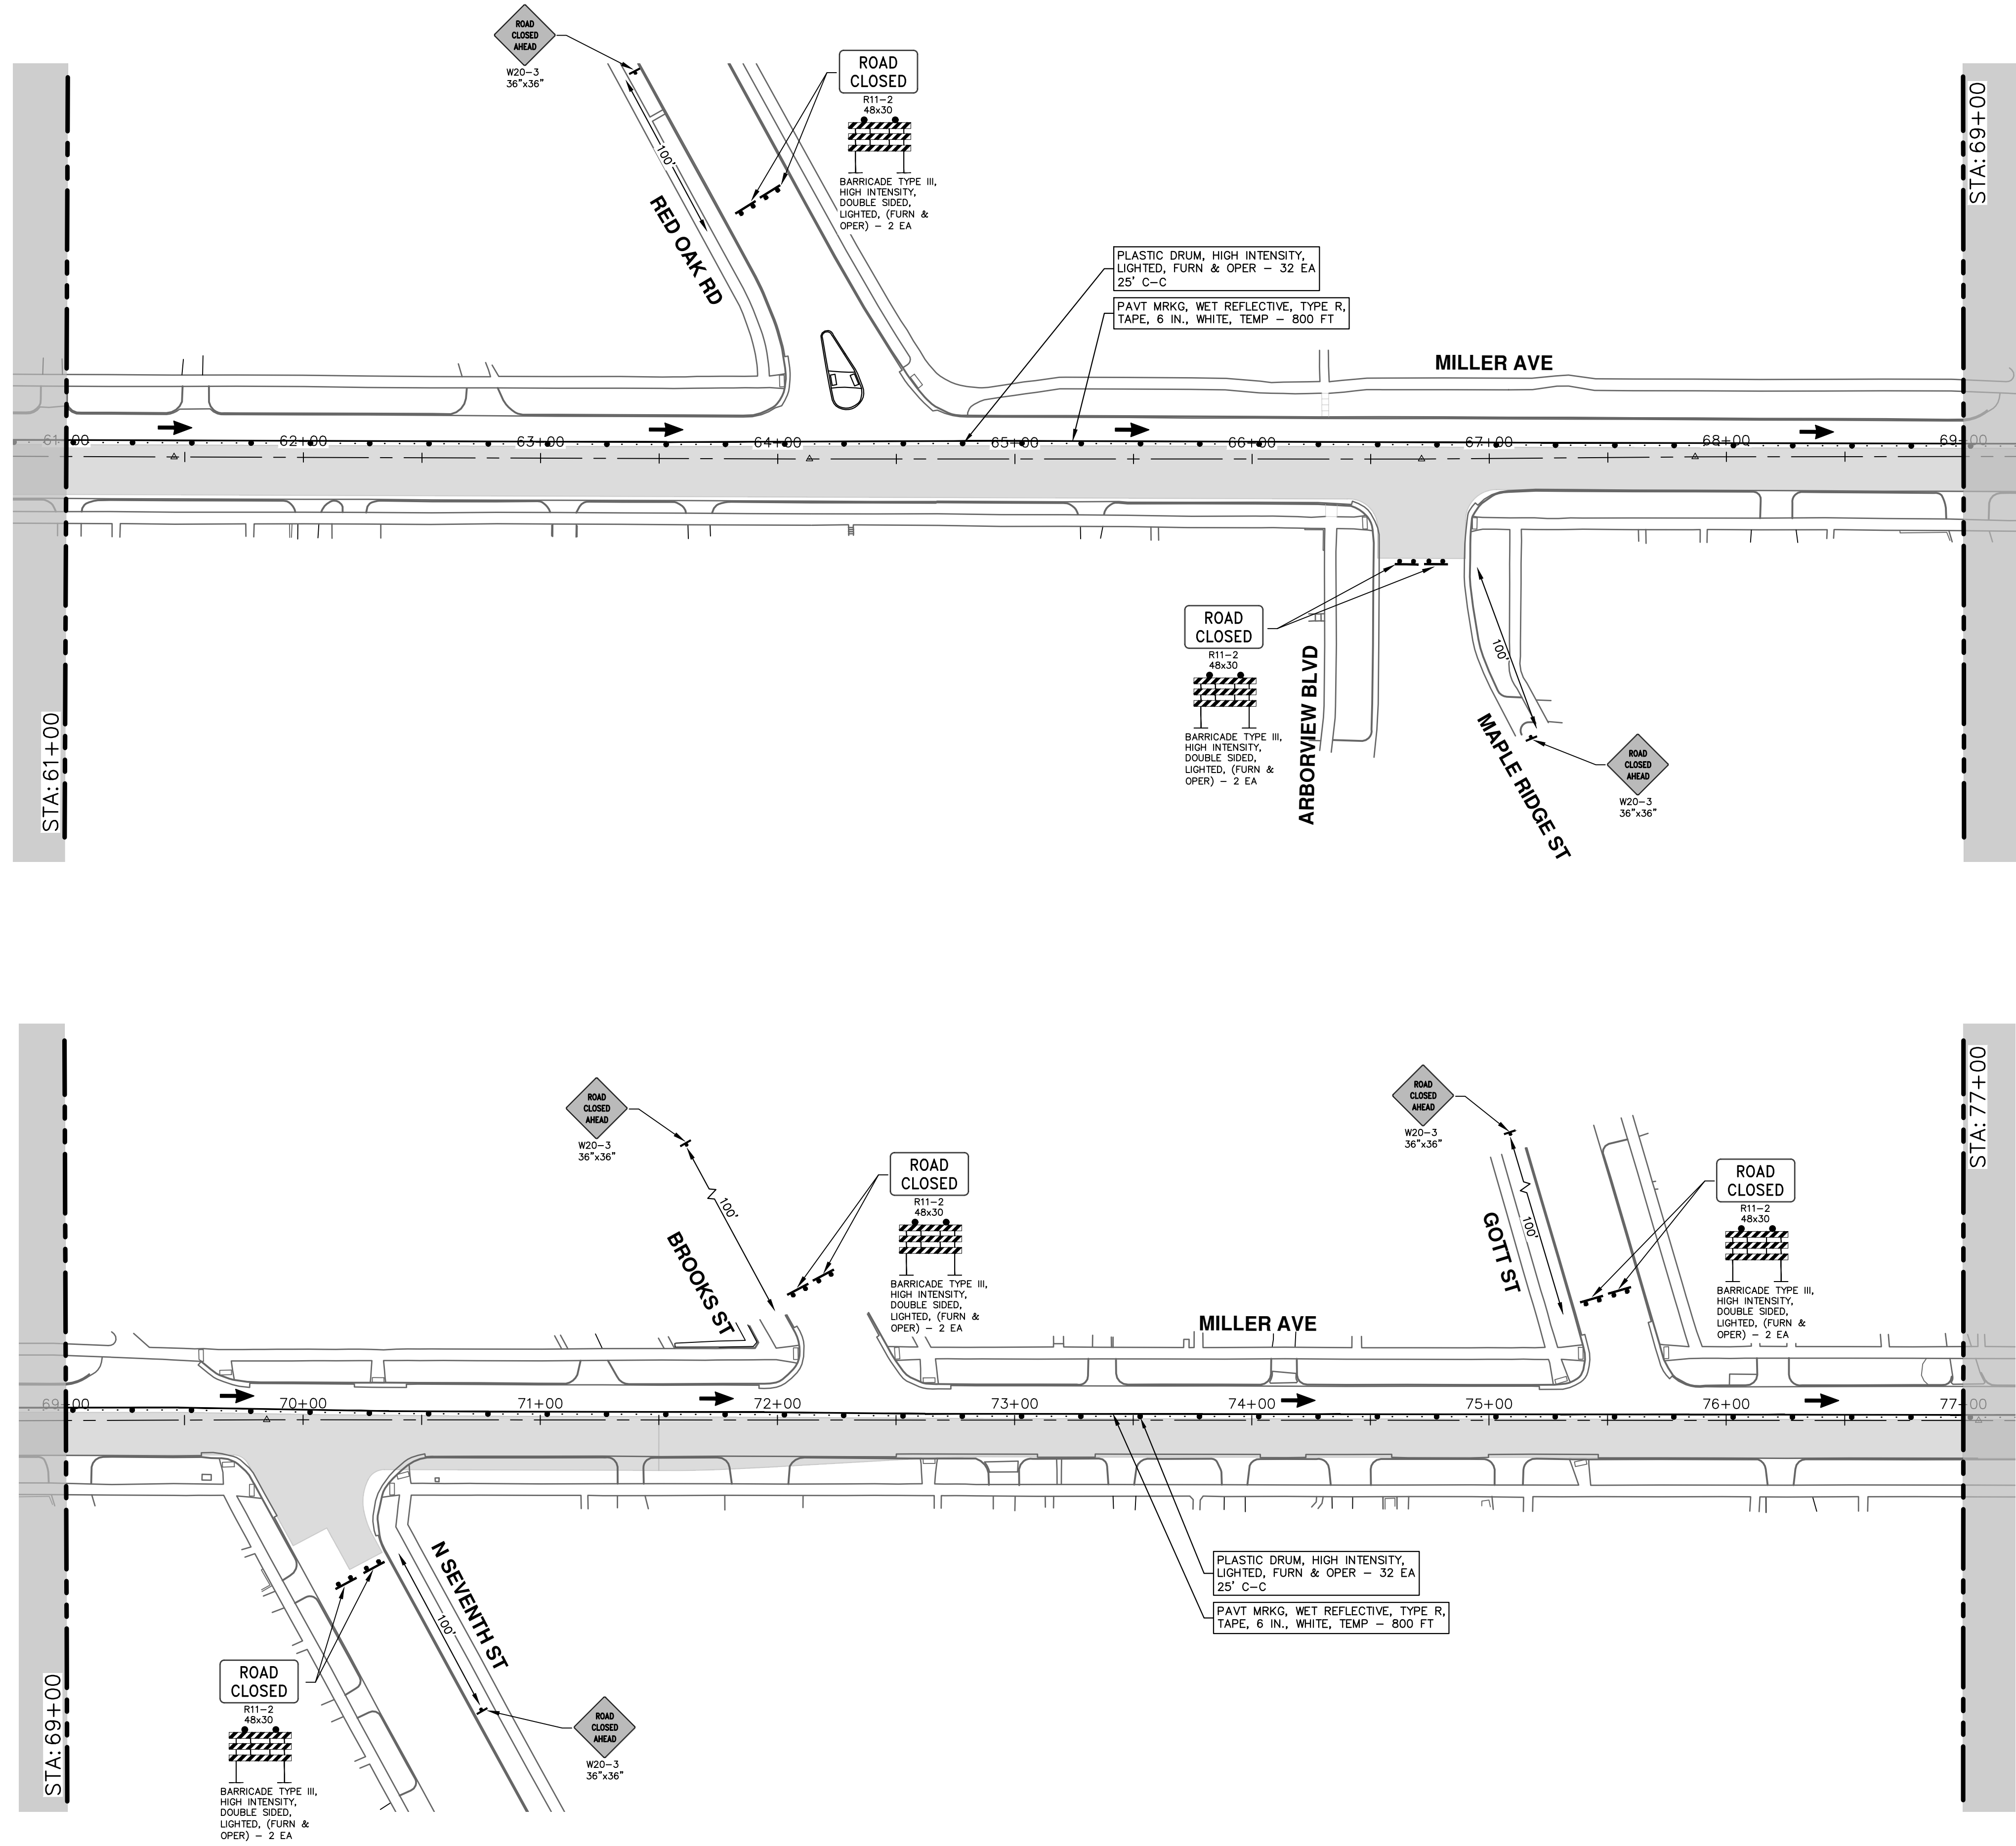 ROAD
CLOSED
AHEAD
W20-3
36"x36"
ROAD
CLOSED
R11-2
48x30
BARRICADE TYPE III,
HIGH INTENSITY,
DOUBLE SIDED,
LIGHTED, (FURN &
OPER) - 2 EA
100'
RED OAK RD
STA: 69+00
PLASTIC DRUM, HIGH INTENSITY,
LIGHTED, FURN & OPER - 32 EA
25' C-C
PAVT MRKG, WET REFLECTIVE, TYPE R,
TAPE, 6 IN., WHITE, TEMP - 800 FT
MILLER AVE
61+00
62+00
63+00
64+00
65+00
66+00
67+00
68+00
69+00
ROAD
CLOSED
R11-2
48x30
BARRICADE TYPE III,
HIGH INTENSITY,
DOUBLE SIDED,
LIGHTED, (FURN &
OPER) - 2 EA
ARBORVIEW BLVD
100'
MAPLE RIDGE ST
ROAD
CLOSED
AHEAD
W20-3
36"x36"
STA: 61+00
ROAD
CLOSED
AHEAD
W20-3
36"x36"
100'
BROOKS ST
ROAD
CLOSED
R11-2
48x30
BARRICADE TYPE III,
HIGH INTENSITY,
DOUBLE SIDED,
LIGHTED, (FURN &
OPER) - 2 EA
ROAD
CLOSED
AHEAD
W20-3
36"x36"
100'
GOTT ST
ROAD
CLOSED
R11-2
48x30
BARRICADE TYPE III,
HIGH INTENSITY,
DOUBLE SIDED,
LIGHTED, (FURN &
OPER) - 2 EA
STA: 77+00
MILLER AVE
69+00
70+00
71+00
72+00
73+00
74+00
75+00
76+00
77+00
PLASTIC DRUM, HIGH INTENSITY,
LIGHTED, FURN & OPER - 32 EA
25' C-C
PAVT MRKG, WET REFLECTIVE, TYPE R,
TAPE, 6 IN., WHITE, TEMP - 800 FT
N SEVENTH ST
100'
STA: 69+00
ROAD
CLOSED
R11-2
48x30
BARRICADE TYPE III,
HIGH INTENSITY,
DOUBLE SIDED,
LIGHTED, (FURN &
OPER) - 2 EA
ROAD
CLOSED
AHEAD
W20-3
36"x36"